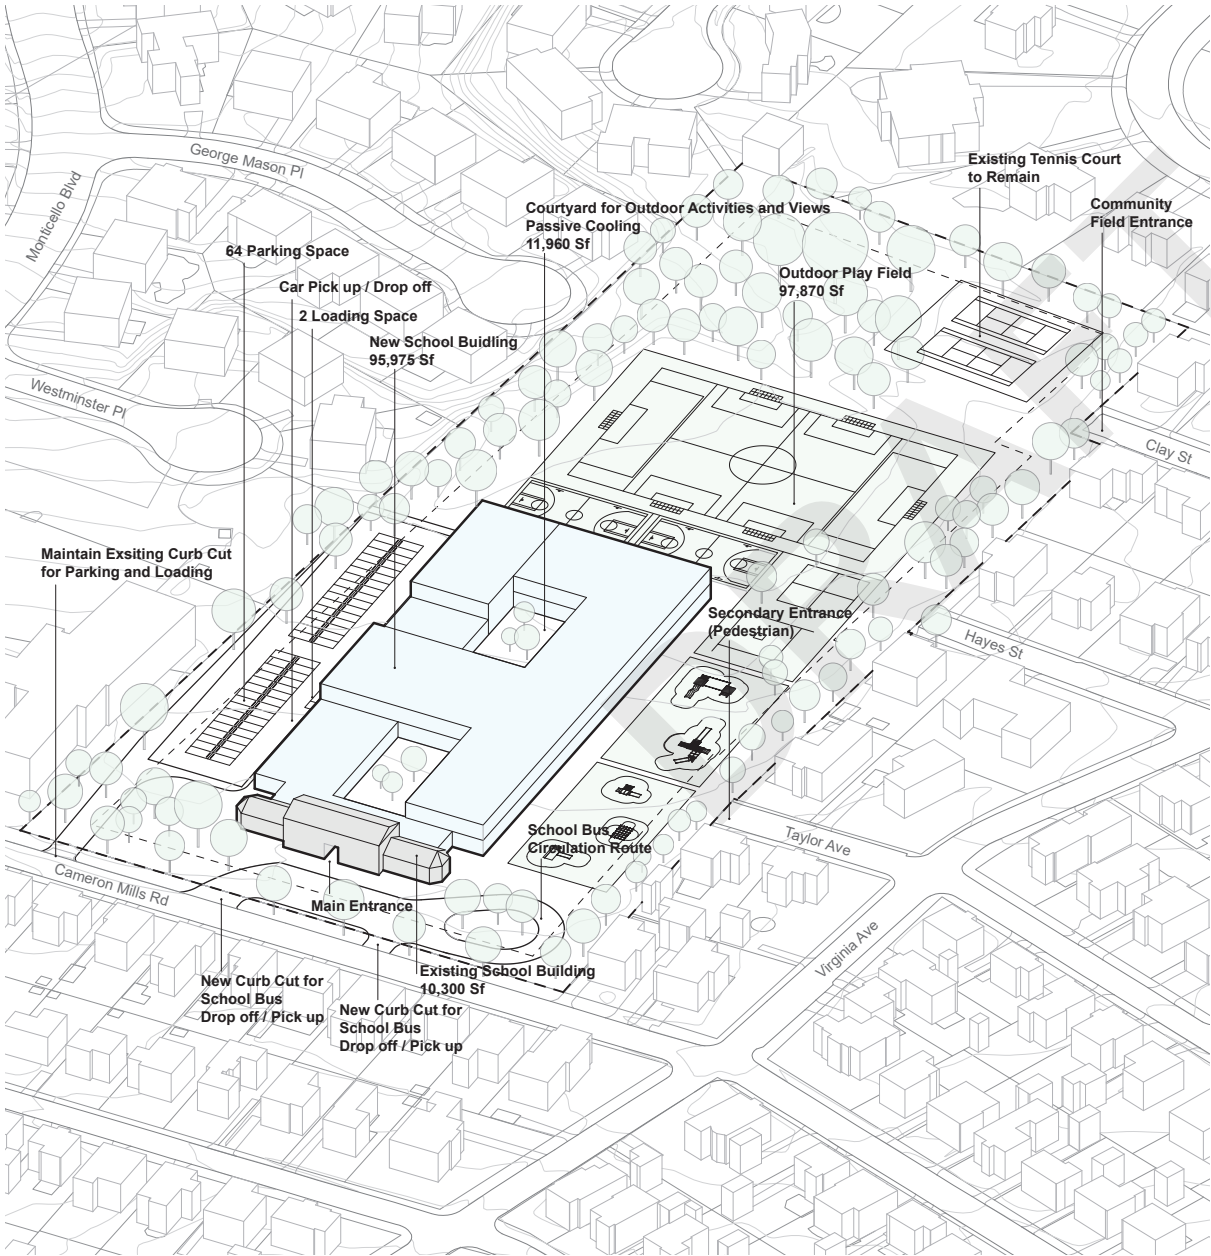 George Mason Pl
Monticello Blvd
Existing Tennis Court
to Remain
Community
Field Entrance
Courtyard for Outdoor Activities and Views
Passive Cooling
11,960 Sf
64 Parking Space
Car Pick up / Drop off
2 Loading Space
Outdoor Play Field
97,870 Sf
New School Buidling
95,975 Sf
Westminster Pl
Clay St
Maintain Exsiting Curb Cut
for Parking and Loading
Secondary Entrance
(Pedestrian)
Hayes St
School Bus
Circulation Route
Taylor Ave
Cameron Mills Rd
Main Entrance
Virginia Ave
Existing School Building
10,300 Sf
New Curb Cut for
School Bus
Drop off / Pick up
New Curb Cut for
School Bus
Drop off / Pick up
DRAFT